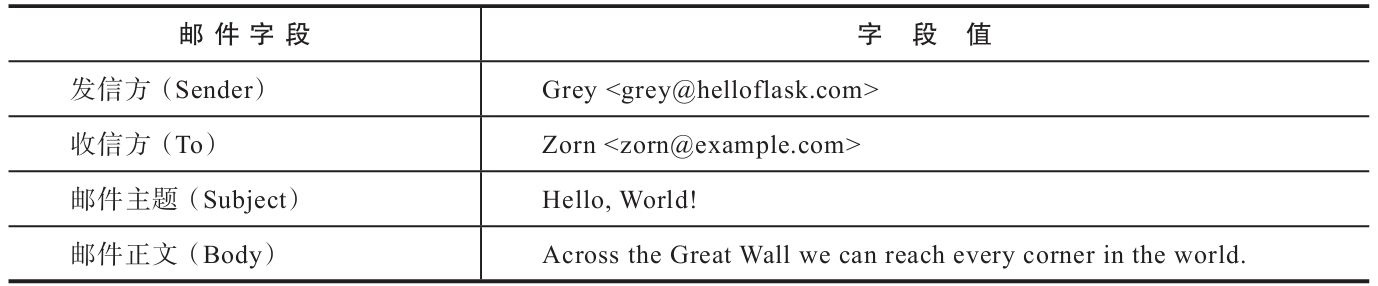 邮件字段 字段值
发信方（Sender） Grey <grey@helloflask.com>
收信方（To） Zorn <zorn@example.com>
邮件主题（Subject） Hello, World!
邮件正文（Body） Across the Great Wall we can reach every corner in the world.